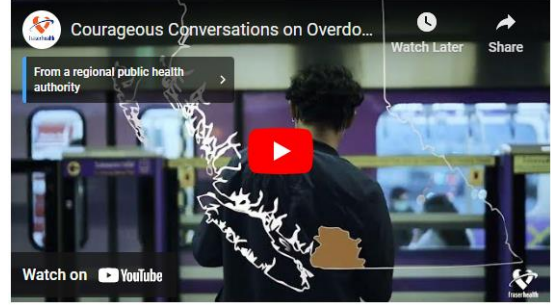 fraserhealth
Courageous Conversations on Overdo...
Watch Later
Share
From a regional public health
authority
Watch on YouTube
fraserhealth